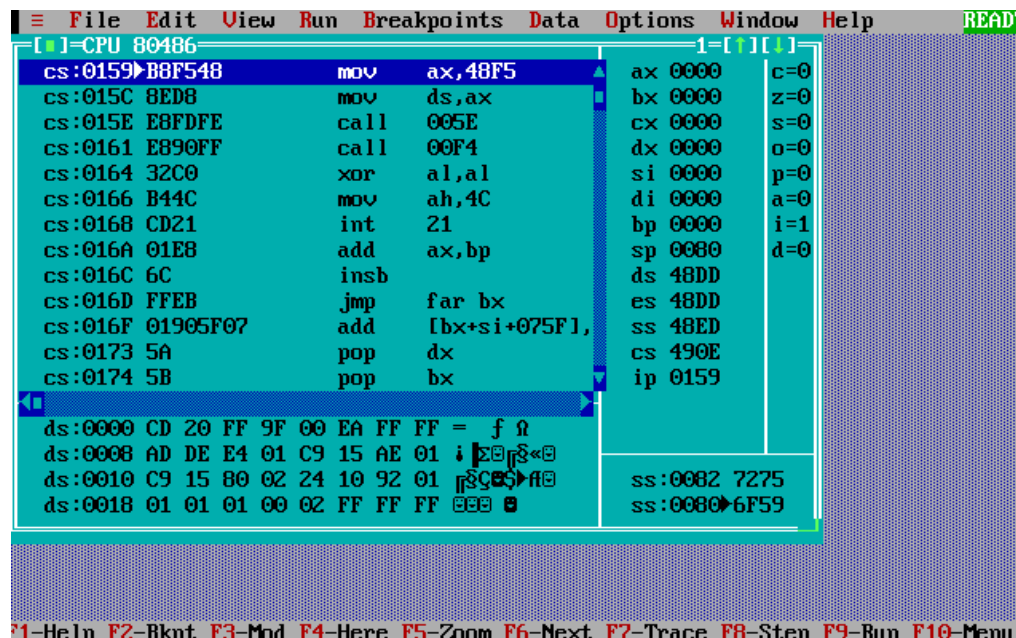 ≡ File Edit View Run Breakpoints Data Options Window Help READY
[■]=CPU 80486 1=[↑][↓]
cs:0159►B8F548 mov ax,48F5 ax 0000 c=0
cs:015C 8ED8 mov ds,ax bx 0000 z=0
cs:015E E8FDFE call 005E cx 0000 s=0
cs:0161 E890FF call 00F4 dx 0000 o=0
cs:0164 32C0 xor al,al si 0000 p=0
cs:0166 B44C mov ah,4C di 0000 a=0
cs:0168 CD21 int 21 bp 0000 i=1
cs:016A 01E8 add ax,bp sp 0080 d=0
cs:016C 6C insb ds 48DD
cs:016D FFEB jmp far bx es 48DD
cs:016F 01905F07 add [bx+si+075F], ss 48ED
cs:0173 5A pop dx cs 490E
cs:0174 5B pop bx ip 0159
ds:0000 CD 20 FF 9F 00 EA FF FF = ƒ Ω
ds:0008 AD DE E4 01 C9 15 AE 01 ¡▐Σ☺╔§«☺
ds:0010 C9 15 80 02 24 10 92 01 ╔§Ç☻$►Æ☺ ss:0082 7275
ds:0018 01 01 01 00 02 FF FF FF ☺☺☺ ☻ ss:0080►6F59
F1-Help F2-Bkpt F3-Mod F4-Here F5-Zoom F6-Next F7-Trace F8-Step F9-Run F10-Menu